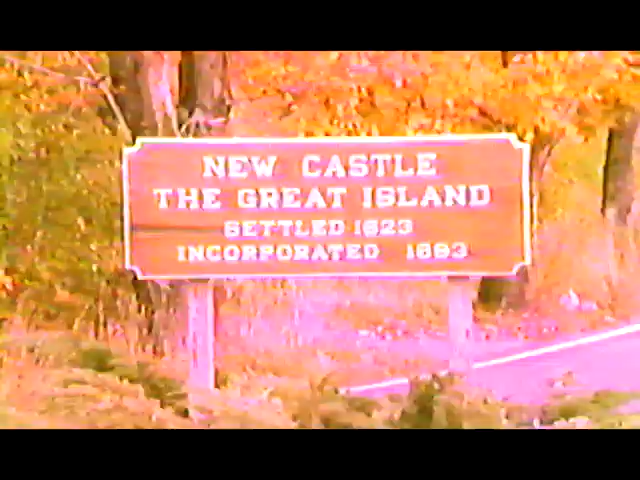 NEW CASTLE
THE GREAT ISLAND
SETTLED 1623
INCORPORATED 1693